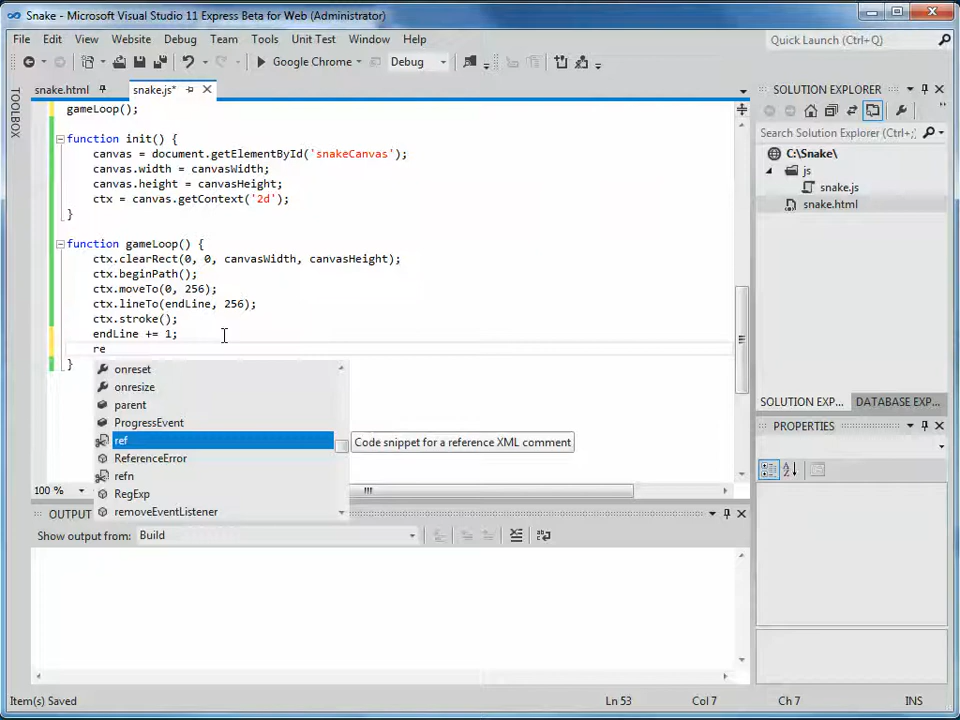 Snake - Microsoft Visual Studio 11 Express Beta for Web (Administrator)
File Edit View Website Debug Team Tools Unit Test Window Help
Quick Launch (Ctrl+Q)
Google Chrome
Debug
TOOLBOX
snake.html
snake.js*
gameLoop();
function init() {
canvas = document.getElementById('snakeCanvas');
canvas.width = canvasWidth;
canvas.height = canvasHeight;
ctx = canvas.getContext('2d');
}
function gameLoop() {
ctx.clearRect(0, 0, canvasWidth, canvasHeight);
ctx.beginPath();
ctx.moveTo(0, 256);
ctx.lineTo(endLine, 256);
ctx.stroke();
endLine += 1;
re
}
onreset
onresize
parent
ProgressEvent
ref
ReferenceError
refn
RegExp
removeEventListener
Code snippet for a reference XML comment
100 %
OUTPUT
Show output from: Build
SOLUTION EXPLORER
Search Solution Explorer (Ctrl+;
C:\Snake\
js
snake.js
snake.html
SOLUTION EXP...
DATABASE EXP...
PROPERTIES
Item(s) Saved
Ln 53
Col 7
Ch 7
INS